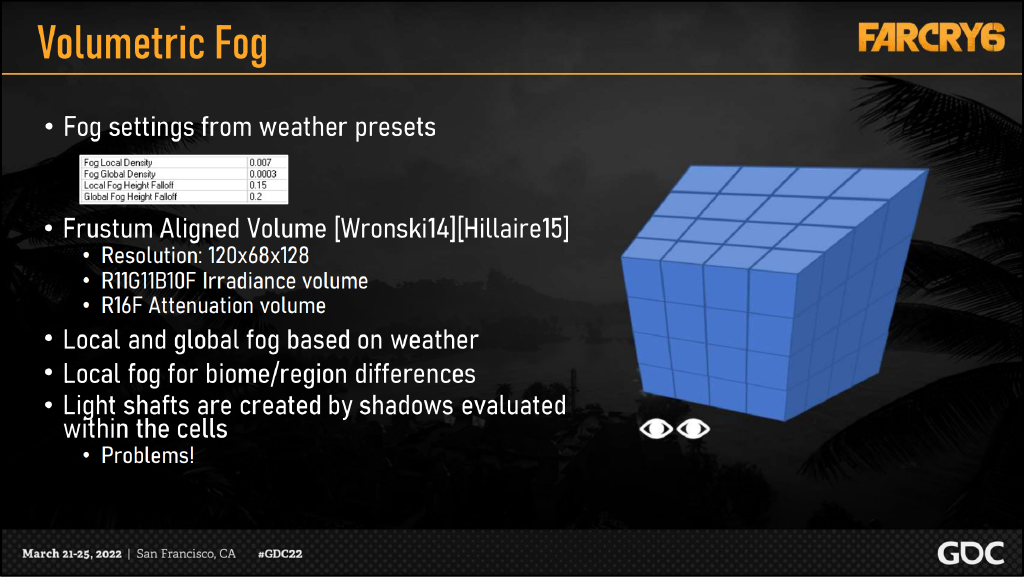 Volumetric Fog
FARCRY6
• Fog settings from weather presets
Fog Local Density 0.007
Fog Global Density 0.0003
Local Fog Height Falloff 0.15
Global Fog Height Falloff 0.2
• Frustum Aligned Volume [Wronski14][Hillaire15]
• Resolution: 120x68x128
• R11G11B10F Irradiance volume
• R16F Attenuation volume
• Local and global fog based on weather
• Local fog for biome/region differences
• Light shafts are created by shadows evaluated
within the cells
• Problems!
March 21-25, 2022 | San Francisco, CA #GDC22
GDC